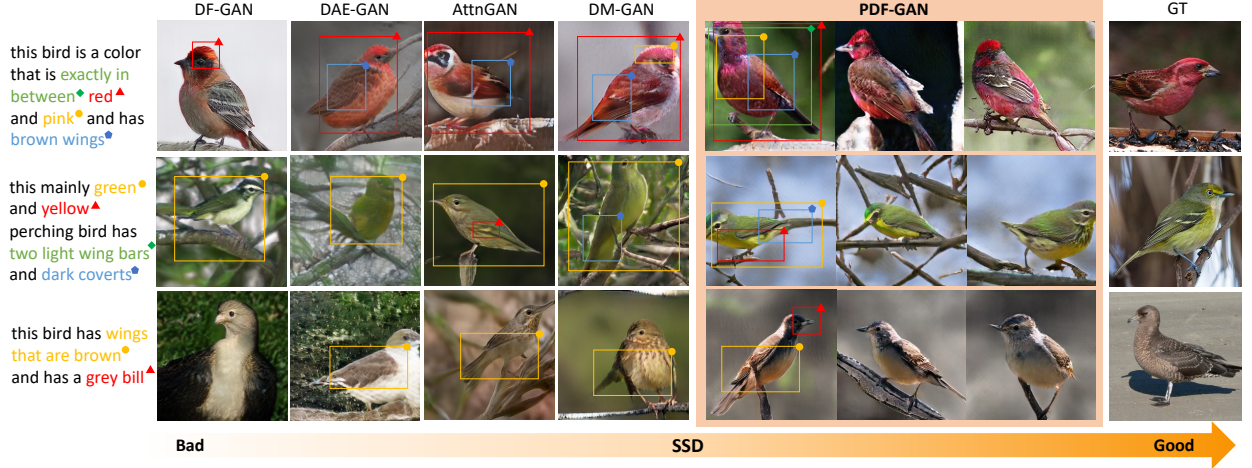 DF-GAN DAE-GAN AttnGAN DM-GAN PDF-GAN GT
this bird is a color
that is exactly in
between red
and pink and has
brown wings
this mainly green
and yellow
perching bird has
two light wing bars
and dark coverts
this bird has wings
that are brown
and has a grey bill
Bad SSD Good